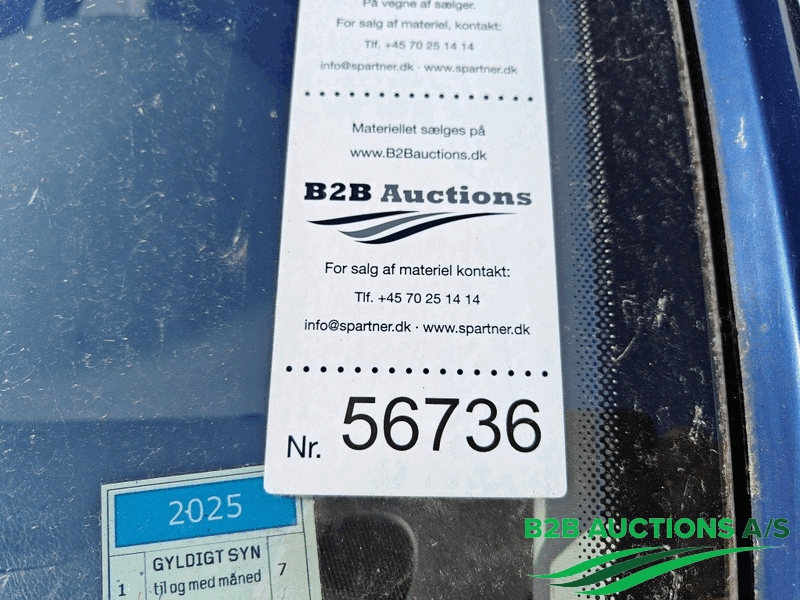 På vegne af sælger.
For salg af materiel, kontakt:
Tlf. +45 70 25 14 14
info@spartner.dk · www.spartner.dk
Materiellet sælges på
www.B2Bauctions.dk
B2B Auctions
For salg af materiel kontakt:
Tlf. +45 70 25 14 14
info@spartner.dk · www.spartner.dk
Nr. 56736
2025
GYLDIGT SYN
1 til og med måned 7
B2B AUCTIONS A/S